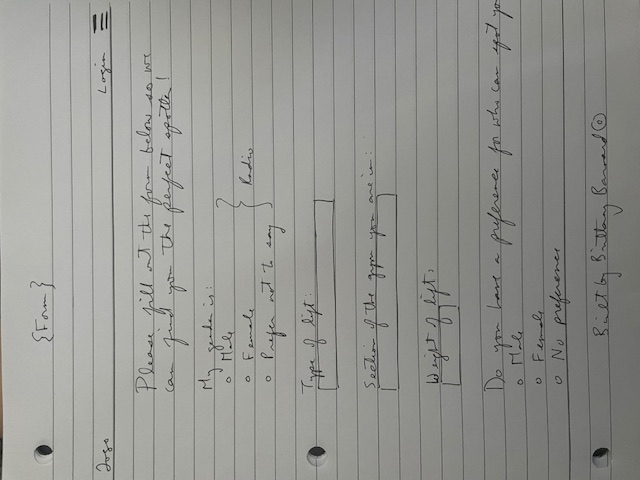 {Form}
Logo Login
Please fill out the form below so we
can find you the perfect spotter!
My gender is:
Male
Female
Prefer not to say
Radio
Type of lift:
Section of the gym you are in:
Weight of lift:
Do you have a preference for who can spot yo
Male
Female
No preference
Built by Brittany Barnard ©